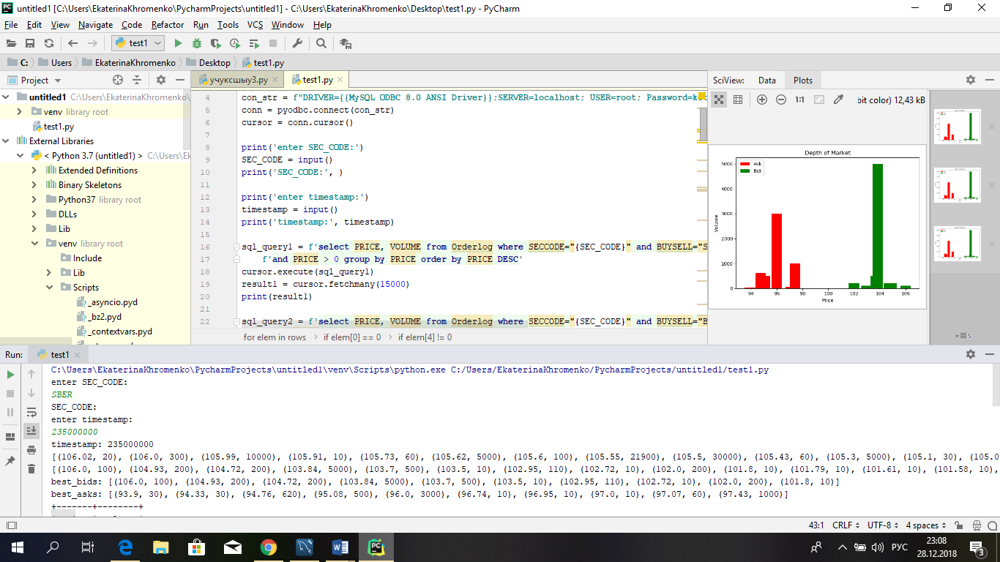 untitled1 [C:\Users\EkaterinaKhromenko\PycharmProjects\untitled1] - C:\Users\EkaterinaKhromenko\Desktop\test1.py - PyCharm
File Edit View Navigate Code Refactor Run Tools VCS Window Help
test1
C: Users EkaterinaKhromenko Desktop test1.py
Project
untitled1 C:\Users\EkaterinaKhromenko\
venv library root
test1.py
External Libraries
< Python 3.7 (untitled1) > C:\Users\E
Extended Definitions
Binary Skeletons
Python37 library root
DLLs
Lib
venv library root
Include
Lib
Scripts
_asyncio.pyd
_bz2.pyd
_contextvars.pyd
учуксшыу3.py test1.py
4 con_str = f"DRIVER={{MySQL ODBC 8.0 ANSI Driver}};SERVER=localhost; USER=root;
5 conn = pyodbc.connect(con_str)
6 cursor = conn.cursor()
7
8 print('enter SEC_CODE:')
9 SEC_CODE = input()
10 print('SEC_CODE:', )
11
12 print('enter timestamp:')
13 timestamp = input()
14 print('timestamp:', timestamp)
15
16 sql_query1 = f'select PRICE, VOLUME from Orderlog where SECCODE="{SEC_CODE}" and BUYSELL="S
17 f'and PRICE > 0 group by PRICE order by PRICE DESC'
18 cursor.execute(sql_query1)
19 result1 = cursor.fetchmany(15000)
20 print(result1)
21
22 sql_query2 = f'select PRICE, VOLUME from Orderlog where SECCODE="{SEC_CODE}" and BUYSELL="B
for elem in rows if elem[0] == 0 if elem[4] != 0
SciView: Data Plots
1:1 bit color) 12,43 kB
Depth of Market
Ask
Bid
5000
4000
3000
2000
1000
0
Volume
94 96 98 100 102 104 106
Price
5
Run: test1
C:\Users\EkaterinaKhromenko\PycharmProjects\untitled1\venv\Scripts\python.exe C:/Users/EkaterinaKhromenko/PycharmProjects/untitled1/test1.py
enter SEC_CODE:
SBER
SEC_CODE:
enter timestamp:
235000000
timestamp: 235000000
[(106.02, 20), (106.0, 300), (105.99, 10000), (105.91, 10), (105.73, 60), (105.62, 5000), (105.6, 100), (105.55, 21900), (105.5, 30000), (105.43, 60), (105.3, 5000), (105.1, 30), (105.0
[(106.0, 100), (104.93, 200), (104.72, 200), (103.84, 5000), (103.7, 500), (103.5, 10), (102.95, 110), (102.72, 10), (102.0, 200), (101.8, 10), (101.79, 10), (101.61, 10), (101.58, 10),
best_bids: [(106.0, 100), (104.93, 200), (104.72, 200), (103.84, 5000), (103.7, 500), (103.5, 10), (102.95, 110), (102.72, 10), (102.0, 200), (101.8, 10)]
best_asks: [(93.9, 30), (94.33, 30), (94.76, 620), (95.08, 500), (96.0, 3000), (96.74, 10), (96.95, 10), (97.0, 10), (97.07, 60), (97.43, 1000)]
+-------+--------+
43:1 CRLF UTF-8 4 spaces
РУС 23:08
28.12.2018
3